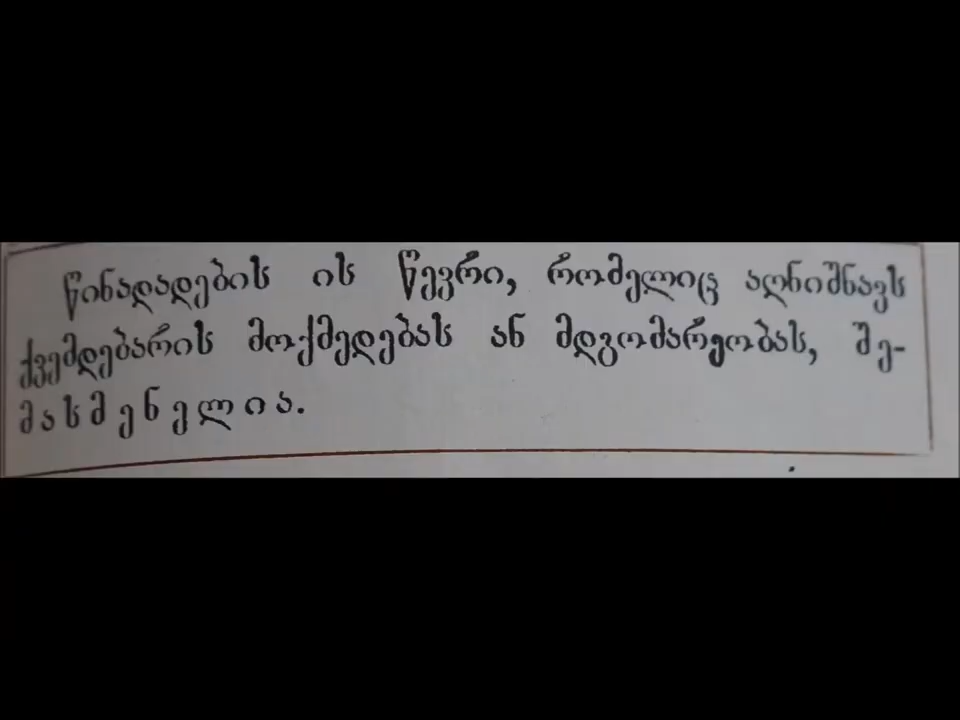 წინადადების ის წევრი, რომელიც აღნიშნავს
ქვემდებარის მოქმედებას ან მდგომარეობას, შე-
მასმენელია.